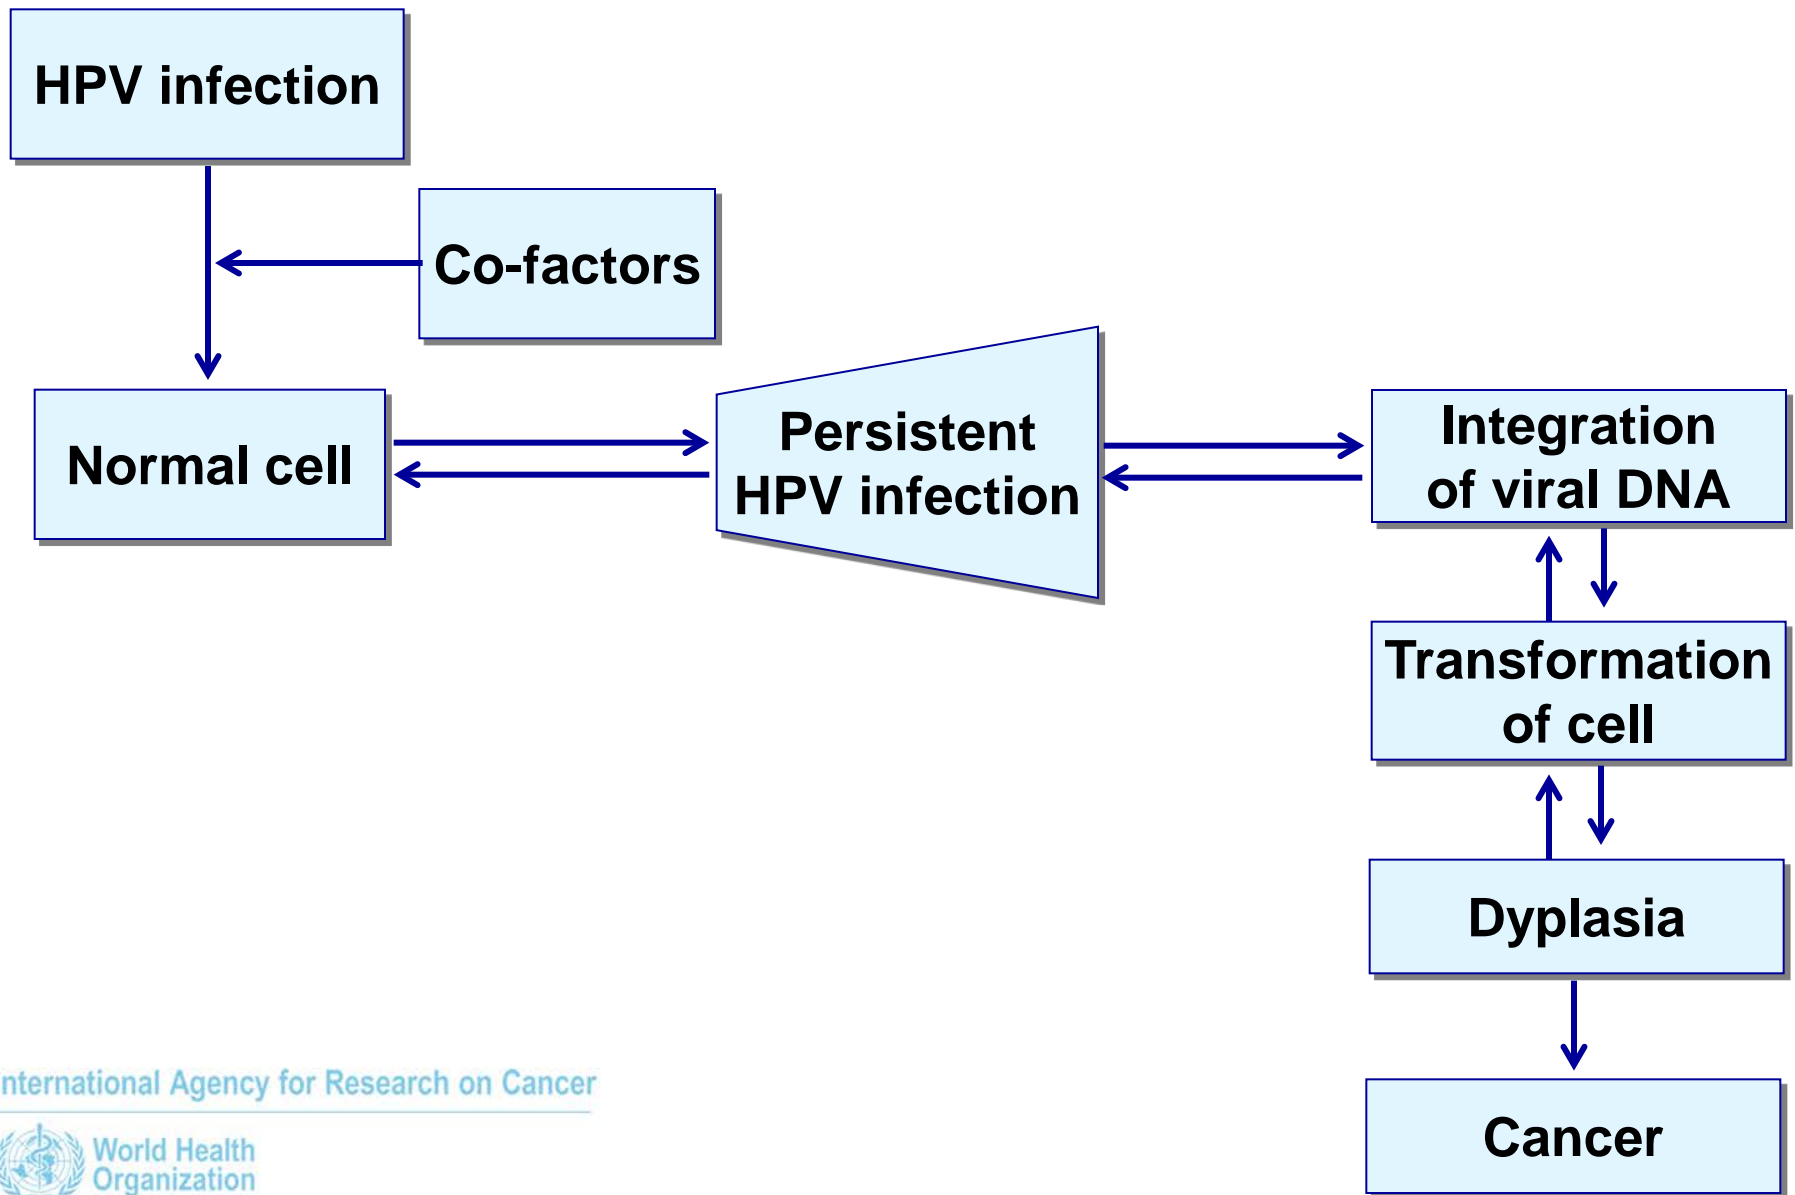 HPV infection
Co-factors
Normal cell
Persistent
HPV infection
Integration
of viral DNA
Transformation
of cell
Dyplasia
Cancer
nternational Agency for Research on Cancer
World Health
Organization